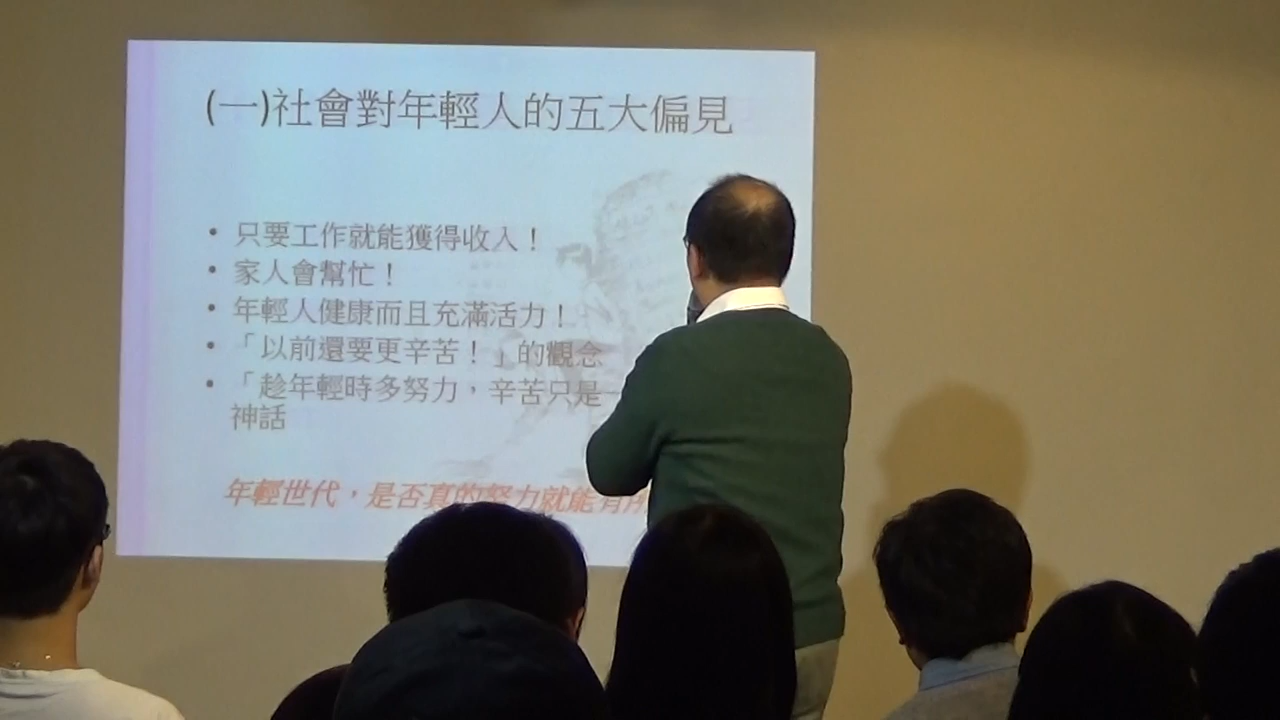 (一)社會對年輕人的五大偏見
• 只要工作就能獲得收入！
• 家人會幫忙！
• 年輕人健康而且充滿活力！
• 「以前還要更辛苦！」的觀念
• 「趁年輕時多努力，辛苦只是一
神話
年輕世代，是否真的努力就能有所